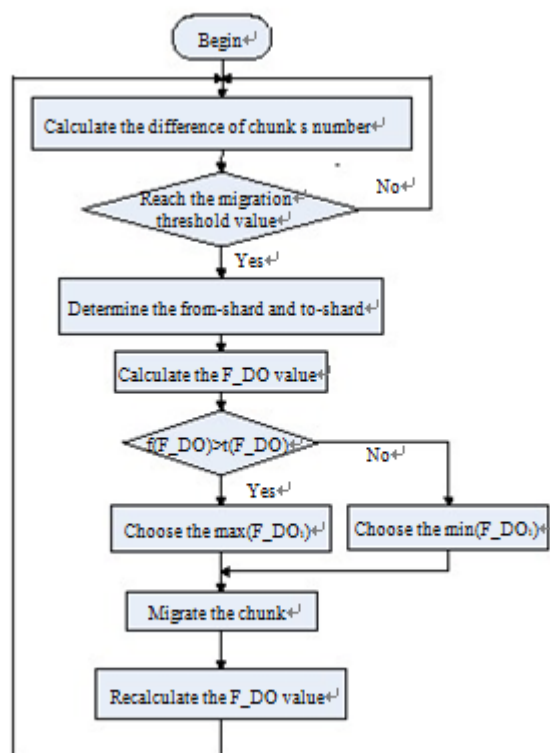 Begin↵
Calculate the difference of chunk s number↵
Reach the migration↵
threshold value↵
No↵
Yes↵
Determine the from-shard and to-shard↵
Calculate the F_DO value↵
f(F_DO)>t(F_DO)↵
No↵
Yes↵
Choose the max(F_DOᵢ)↵
Choose the min(F_DOᵢ)↵
Migrate the chunk↵
Recalculate the F_DO value↵